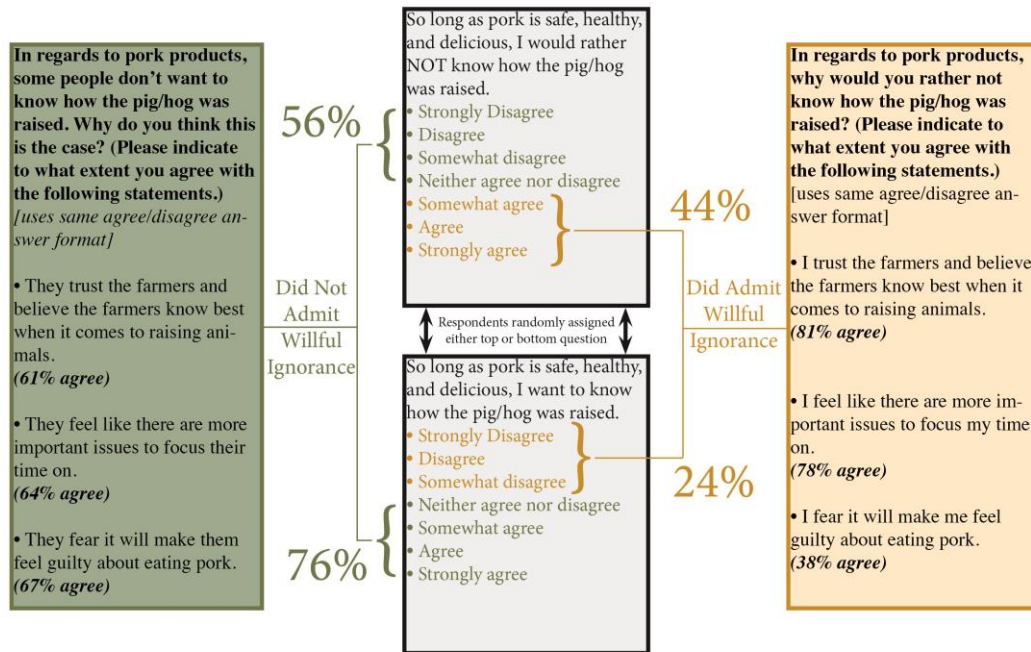 In regards to pork products,
some people don't want to
know how the pig/hog was
raised. Why do you think this
is the case? (Please indicate
to what extent you agree with
the following statements.)
[uses same agree/disagree an-
swer format]
• They trust the farmers and
believe the farmers know best
when it comes to raising ani-
mals.
(61% agree)
• They feel like there are more
important issues to focus their
time on.
(64% agree)
• They fear it will make them
feel guilty about eating pork.
(67% agree)
56%
Did Not
Admit
Willful
Ignorance
76%
So long as pork is safe, healthy,
and delicious, I would rather
NOT know how the pig/hog
was raised.
• Strongly Disagree
• Disagree
• Somewhat disagree
• Neither agree nor disagree
• Somewhat agree
• Agree
• Strongly agree
Respondents randomly assigned
either top or bottom question
So long as pork is safe, healthy,
and delicious, I want to know
how the pig/hog was raised.
• Strongly Disagree
• Disagree
• Somewhat disagree
• Neither agree nor disagree
• Somewhat agree
• Agree
• Strongly agree
44%
Did Admit
Willful
Ignorance
24%
In regards to pork products,
why would you rather not
know how the pig/hog was
raised? (Please indicate to
what extent you agree with
the following statements.)
[uses same agree/disagree an-
swer format]
• I trust the farmers and believe
the farmers know best when it
comes to raising animals.
(81% agree)
• I feel like there are more im-
portant issues to focus my time
on.
(78% agree)
• I fear it will make me feel
guilty about eating pork.
(38% agree)